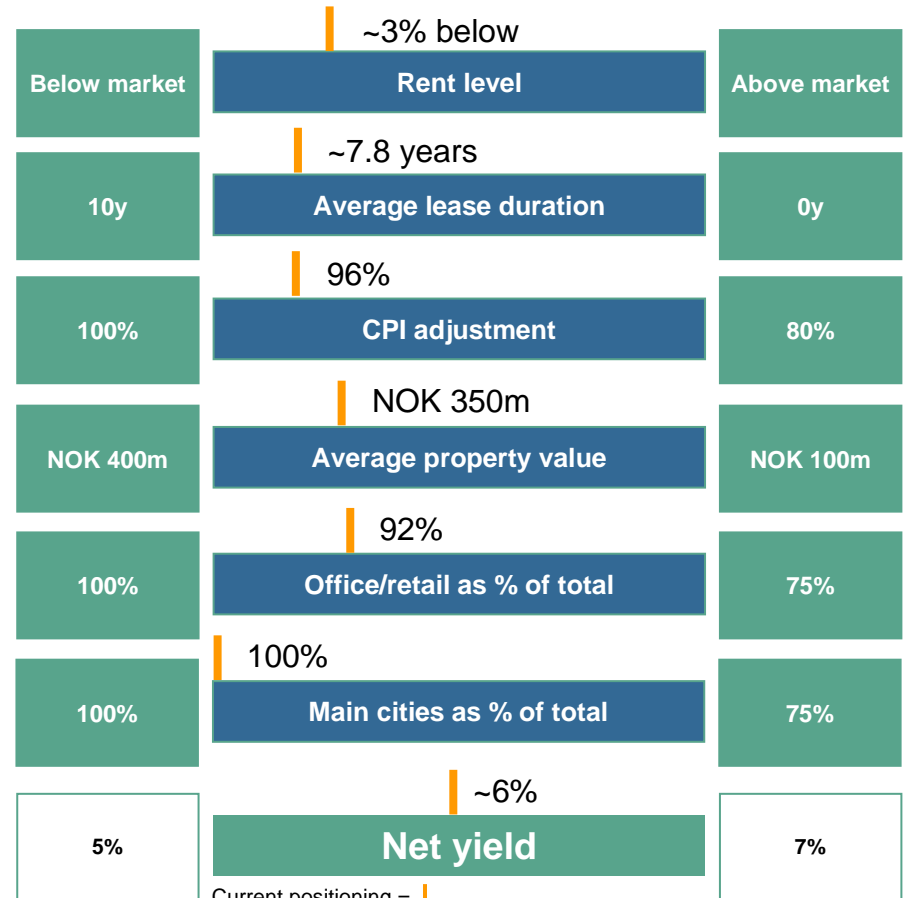 ~3% below
Below market
Rent level
Above market
~7.8 years
10y
Average lease duration
0y
96%
100%
CPI adjustment
80%
NOK 350m
NOK 400m
Average property value
NOK 100m
92%
100%
Office/retail as % of total
75%
100%
100%
Main cities as % of total
75%
~6%
5%
Net yield
7%
Current positioning =